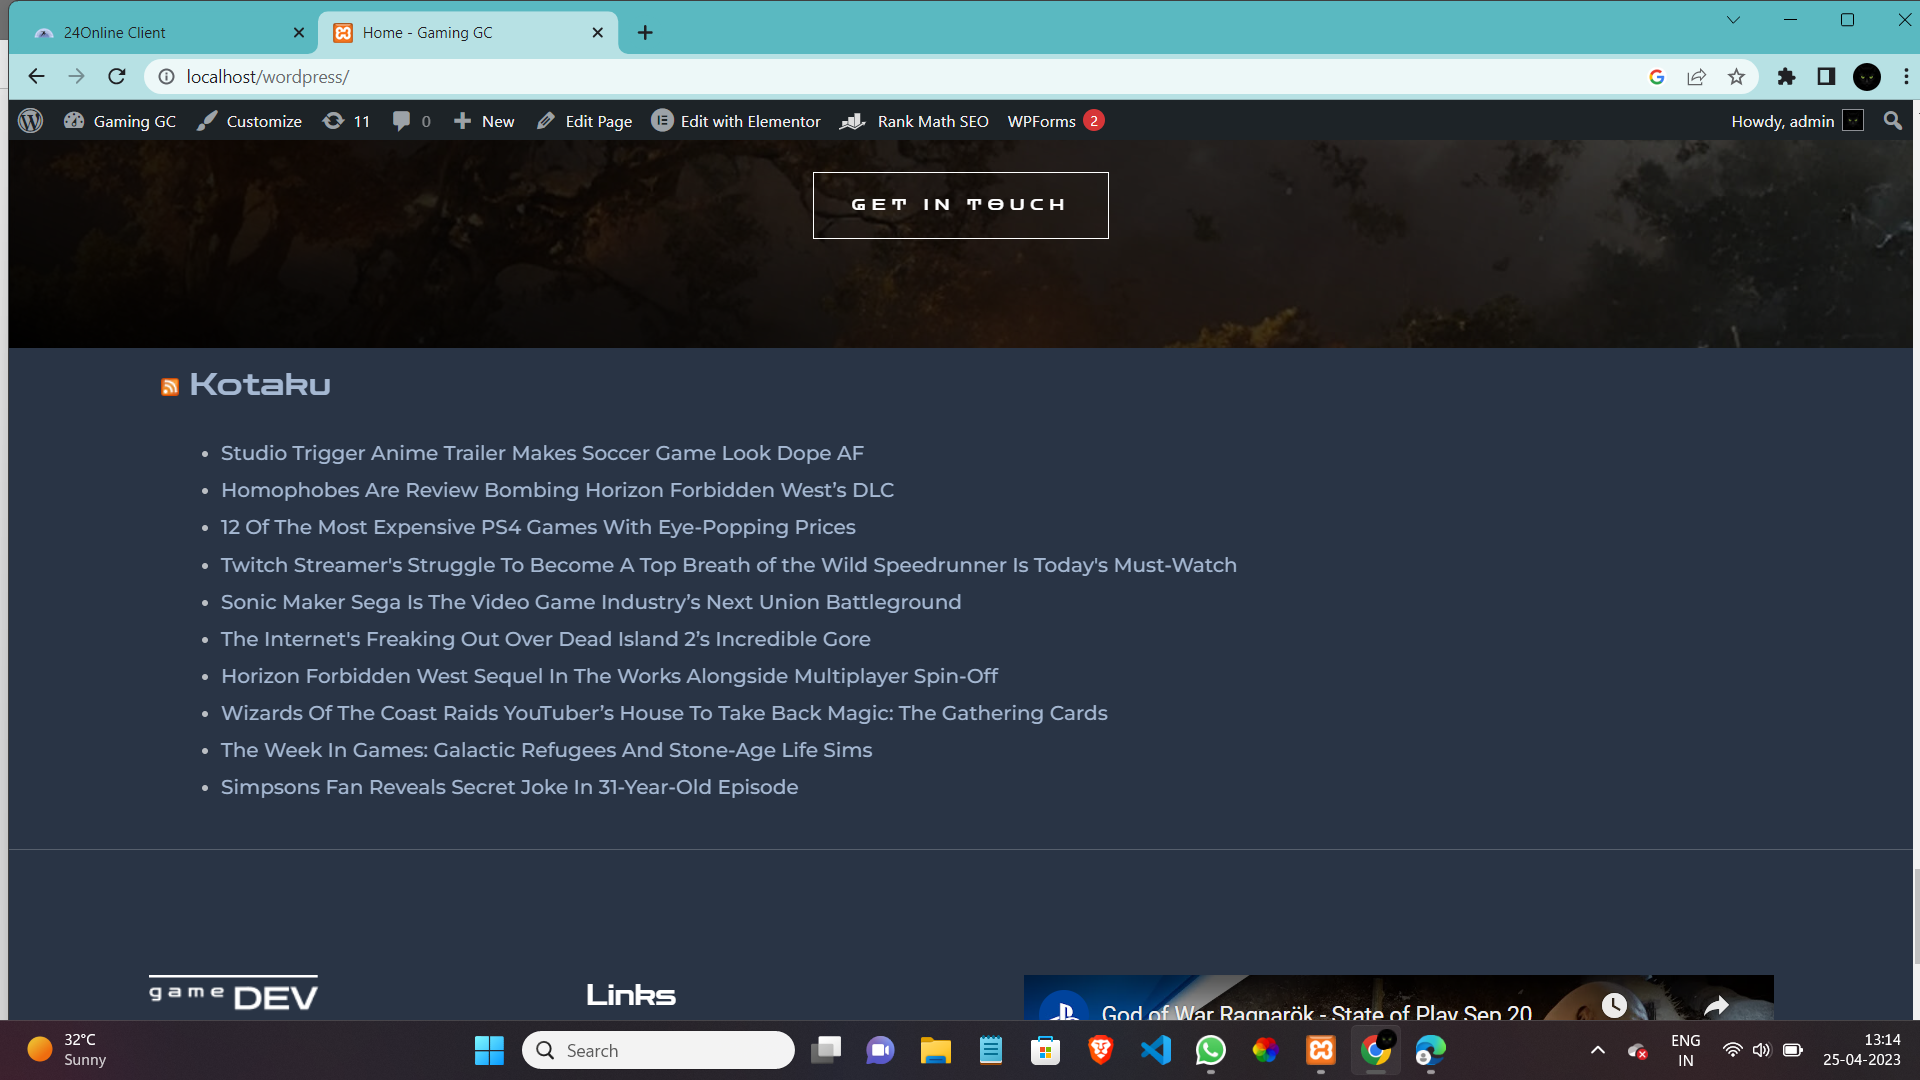 24Online Client
Home - Gaming GC
localhost/wordpress/
Gaming GC
Customize
11
0
New
Edit Page
Edit with Elementor
Rank Math SEO
WPForms 2
Howdy, admin
GET IN TOUCH
Kotaku
Studio Trigger Anime Trailer Makes Soccer Game Look Dope AF
Homophobes Are Review Bombing Horizon Forbidden West’s DLC
12 Of The Most Expensive PS4 Games With Eye-Popping Prices
Twitch Streamer's Struggle To Become A Top Breath of the Wild Speedrunner Is Today's Must-Watch
Sonic Maker Sega Is The Video Game Industry’s Next Union Battleground
The Internet's Freaking Out Over Dead Island 2’s Incredible Gore
Horizon Forbidden West Sequel In The Works Alongside Multiplayer Spin-Off
Wizards Of The Coast Raids YouTuber’s House To Take Back Magic: The Gathering Cards
The Week In Games: Galactic Refugees And Stone-Age Life Sims
Simpsons Fan Reveals Secret Joke In 31-Year-Old Episode
game DEV
Links
God of War Ragnarök - State of Play Sep 20
32°C
Sunny
Search
ENG
IN
13:14
25-04-2023